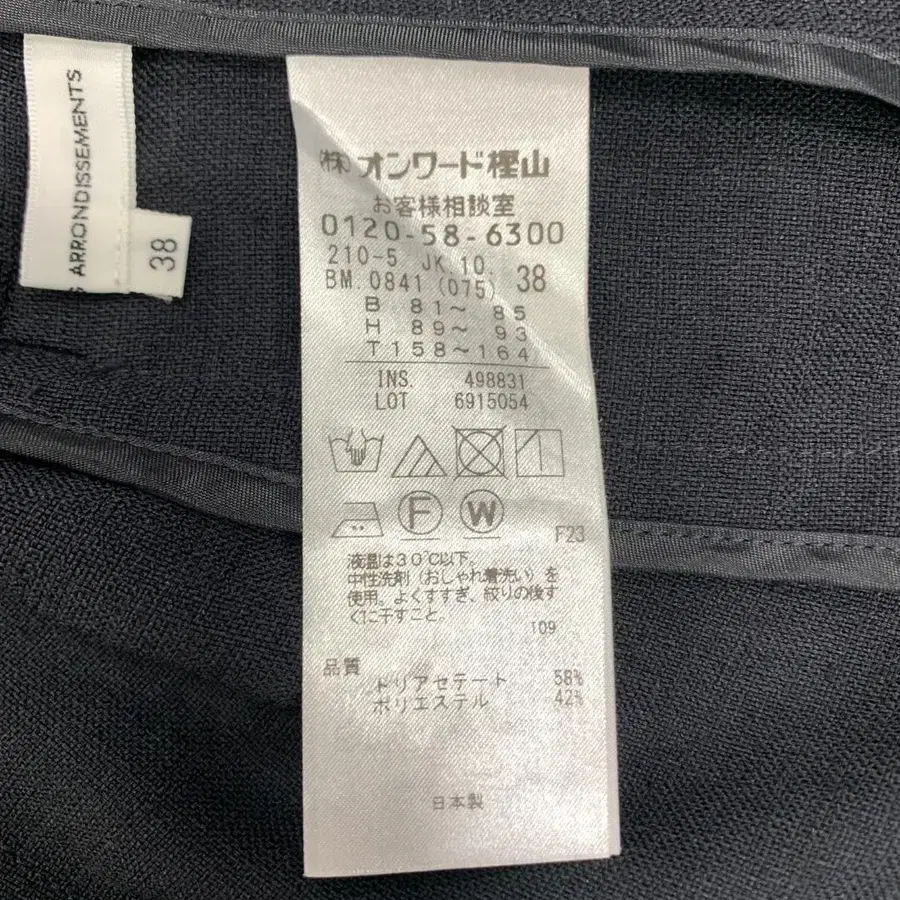 S ARRONDISSEMENTS
38
(株)オンワード樫山
お客様相談室
0120-58-6300
210-5 JK.10.
BM.0841(075) 38
B 81～ 85
H 89～ 93
T158～164
INS. 498831
LOT 6915054
F W
F23
液温は30℃以下。
中性洗剤(おしゃれ着洗い)を
使用。よくすすぎ、絞りの後す
ぐに干すこと。
109
品質
トリアセテート 58%
ポリエステル 42%
日本製